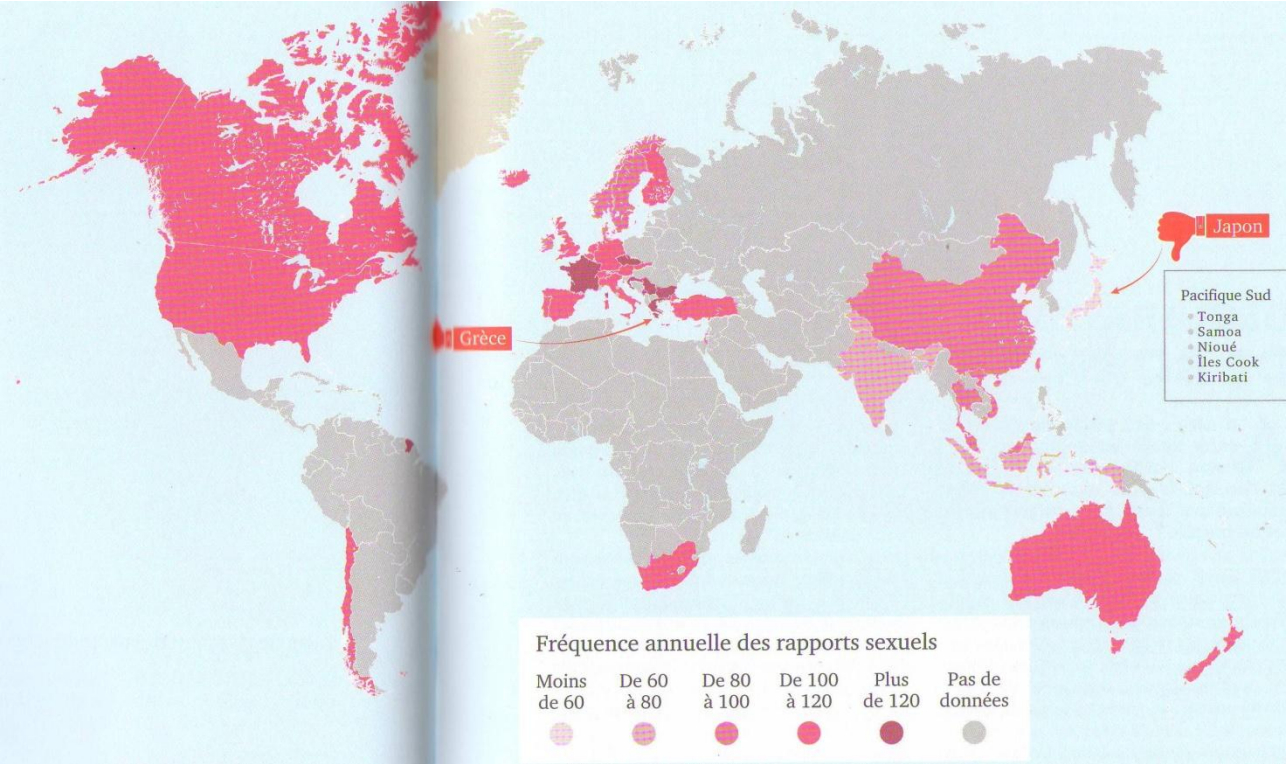 Japon
Pacifique Sud
Tonga
Samoa
Nioué
Îles Cook
Kiribati
Grèce
Fréquence annuelle des rapports sexuels
Moins
de 60
De 60
à 80
De 80
à 100
De 100
à 120
Plus
de 120
Pas de
données